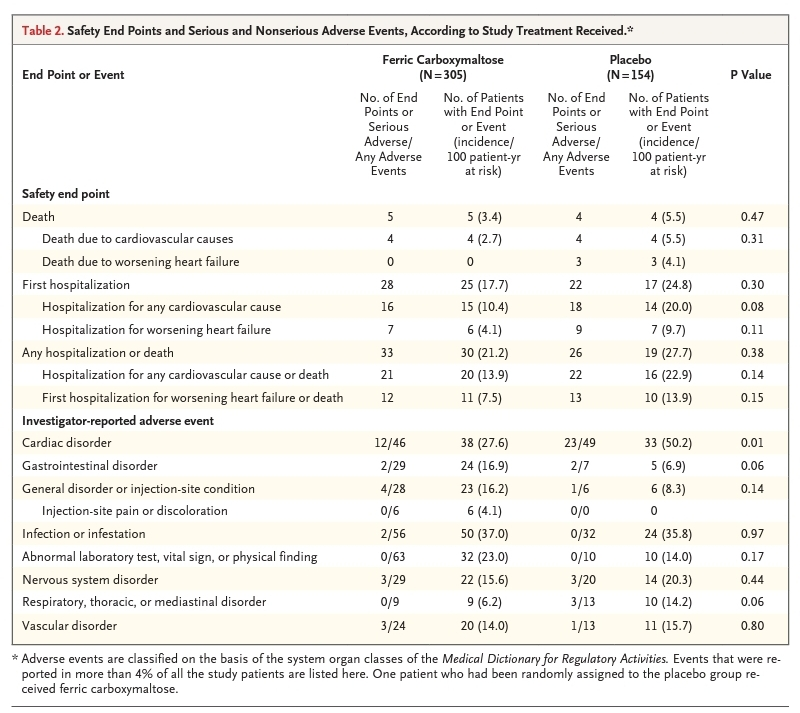 Table 2. Safety End Points and Serious and Nonserious Adverse Events, According to Study Treatment Received.*
End Point or Event
Ferric Carboxymaltose
(N=305)
Placebo
(N=154)
P Value
No. of End
Points or
Serious
Adverse/
Any Adverse
Events
No. of Patients
with End Point
or Event
(incidence/
100 patient-yr
at risk)
No. of End
Points or
Serious
Adverse/
Any Adverse
Events
No. of Patients
with End Point
or Event
(incidence/
100 patient-yr
at risk)
Safety end point
Death 5 5 (3.4) 4 4 (5.5) 0.47
Death due to cardiovascular causes 4 4 (2.7) 4 4 (5.5) 0.31
Death due to worsening heart failure 0 0 3 3 (4.1)
First hospitalization 28 25 (17.7) 22 17 (24.8) 0.30
Hospitalization for any cardiovascular cause 16 15 (10.4) 18 14 (20.0) 0.08
Hospitalization for worsening heart failure 7 6 (4.1) 9 7 (9.7) 0.11
Any hospitalization or death 33 30 (21.2) 26 19 (27.7) 0.38
Hospitalization for any cardiovascular cause or death 21 20 (13.9) 22 16 (22.9) 0.14
First hospitalization for worsening heart failure or death 12 11 (7.5) 13 10 (13.9) 0.15
Investigator-reported adverse event
Cardiac disorder 12/46 38 (27.6) 23/49 33 (50.2) 0.01
Gastrointestinal disorder 2/29 24 (16.9) 2/7 5 (6.9) 0.06
General disorder or injection-site condition 4/28 23 (16.2) 1/6 6 (8.3) 0.14
Injection-site pain or discoloration 0/6 6 (4.1) 0/0 0
Infection or infestation 2/56 50 (37.0) 0/32 24 (35.8) 0.97
Abnormal laboratory test, vital sign, or physical finding 0/63 32 (23.0) 0/10 10 (14.0) 0.17
Nervous system disorder 3/29 22 (15.6) 3/20 14 (20.3) 0.44
Respiratory, thoracic, or mediastinal disorder 0/9 9 (6.2) 3/13 10 (14.2) 0.06
Vascular disorder 3/24 20 (14.0) 1/13 11 (15.7) 0.80
* Adverse events are classified on the basis of the system organ classes of the Medical Dictionary for Regulatory Activities. Events that were re-
ported in more than 4% of all the study patients are listed here. One patient who had been randomly assigned to the placebo group re-
ceived ferric carboxymaltose.